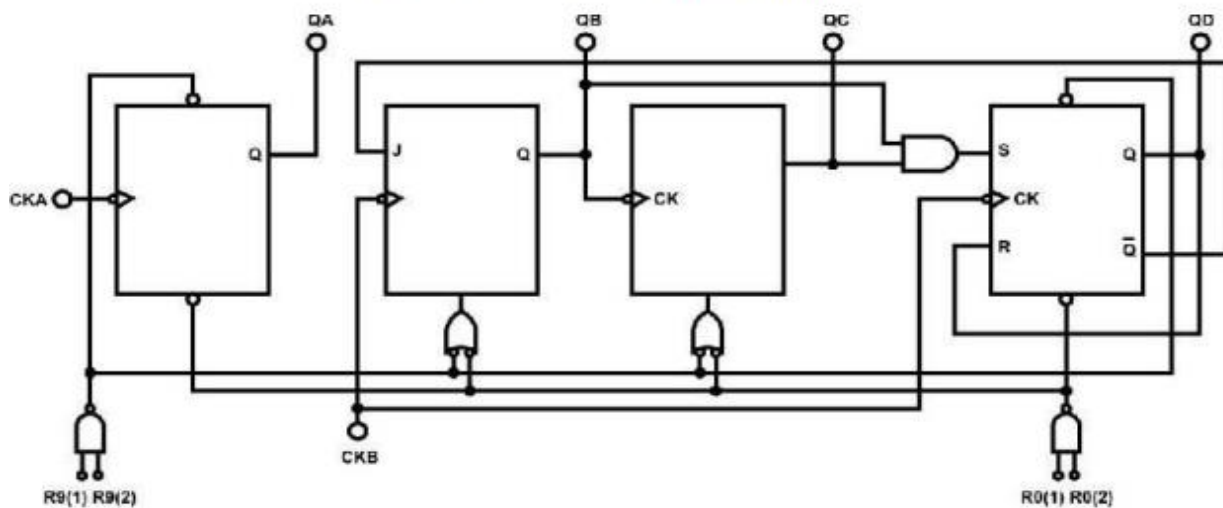 QA QB QC QD
J Q Q S Q
CKA CK CK
R Q̅
CKB
R9(1) R9(2) R0(1) R0(2)